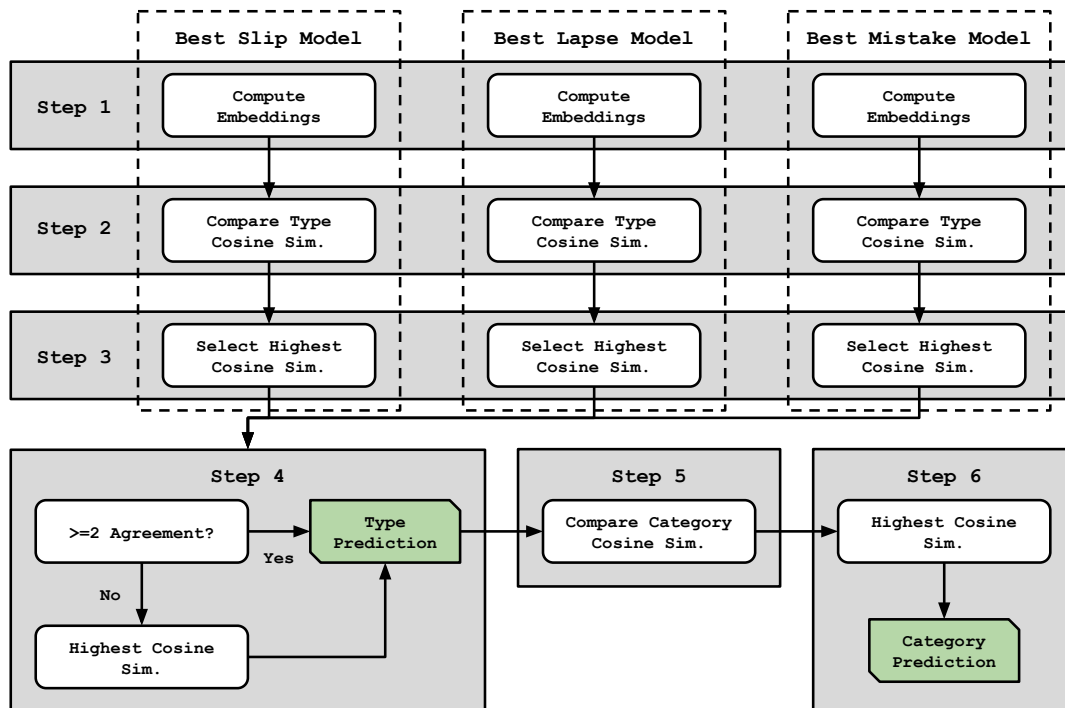 Best Slip Model
Best Lapse Model
Best Mistake Model
Step 1
Compute
Embeddings
Compute
Embeddings
Compute
Embeddings
Step 2
Compare Type
Cosine Sim.
Compare Type
Cosine Sim.
Compare Type
Cosine Sim.
Step 3
Select Highest
Cosine Sim.
Select Highest
Cosine Sim.
Select Highest
Cosine Sim.
Step 4
>=2 Agreement?
Yes
Type
Prediction
No
Highest Cosine
Sim.
Step 5
Compare Category
Cosine Sim.
Step 6
Highest Cosine
Sim.
Category
Prediction